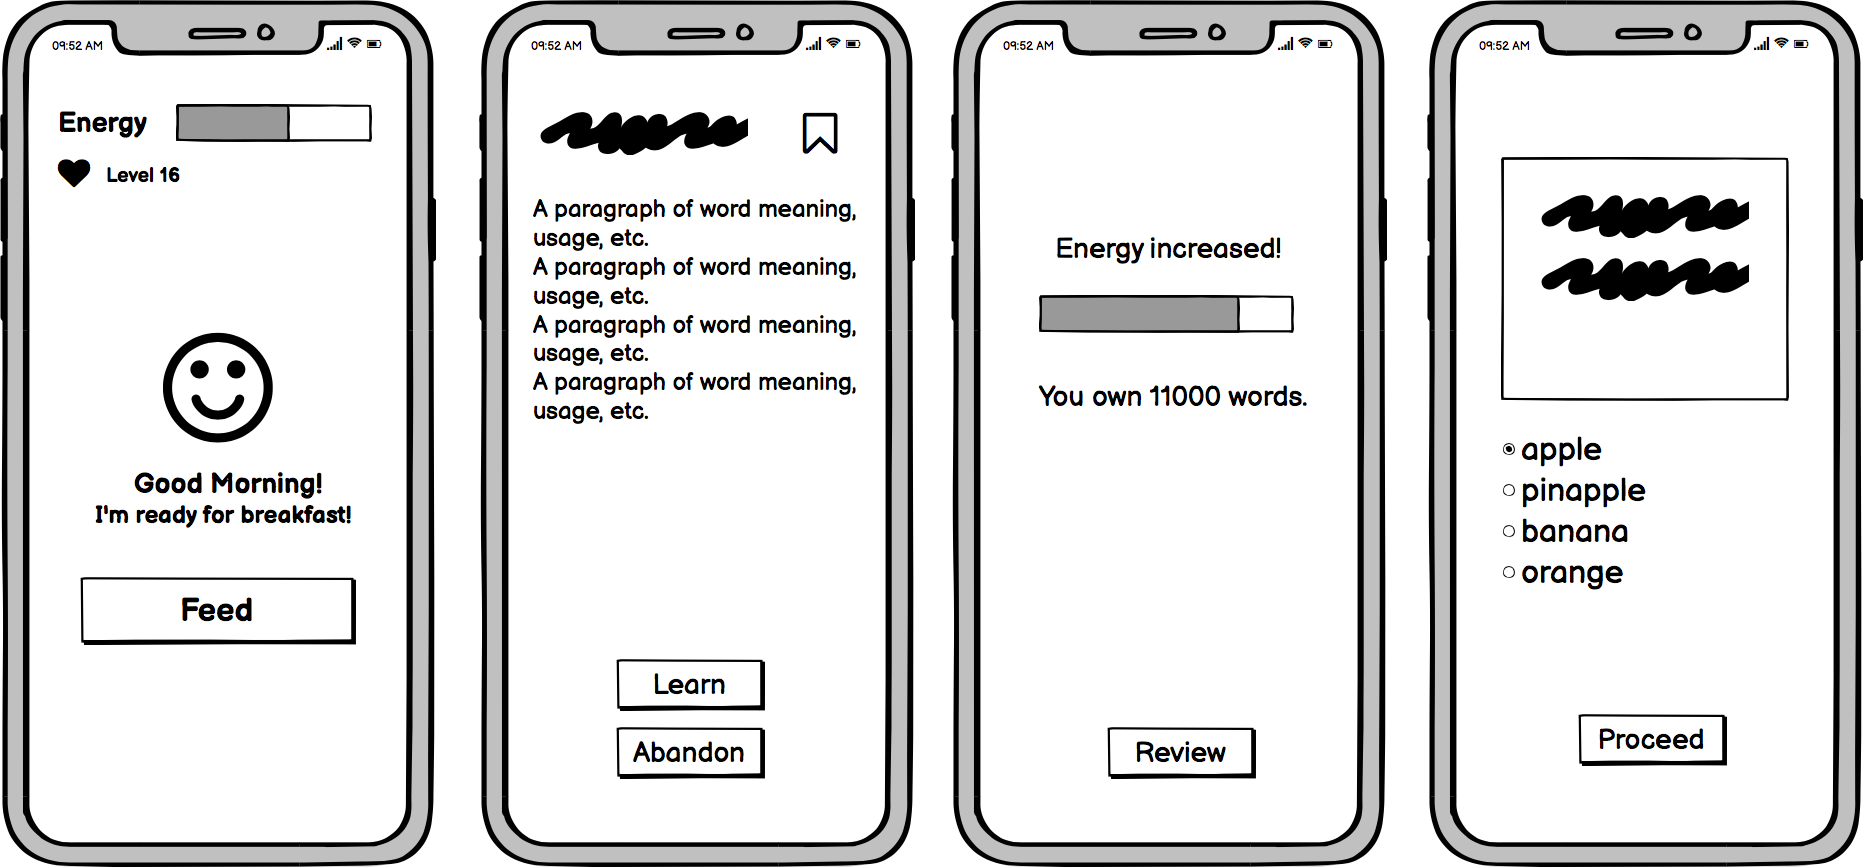 09:52 AM
Energy
Level 16
Good Morning!
I'm ready for breakfast!
Feed
09:52 AM
A paragraph of word meaning,
usage, etc.
A paragraph of word meaning,
usage, etc.
A paragraph of word meaning,
usage, etc.
A paragraph of word meaning,
usage, etc.
Learn
Abandon
09:52 AM
Energy increased!
You own 11000 words.
Review
09:52 AM
apple
pinapple
banana
orange
Proceed